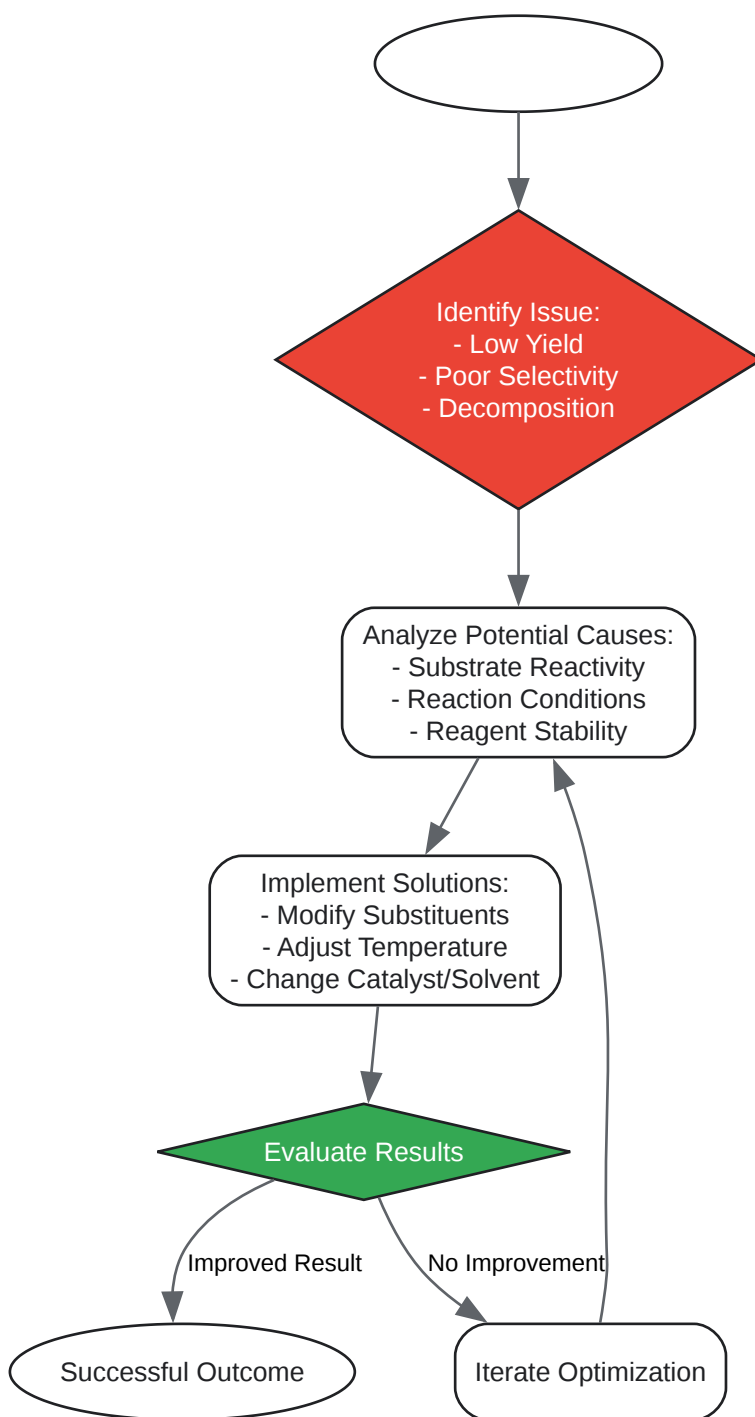 Identify Issue:
- Low Yield
- Poor Selectivity
- Decomposition
Analyze Potential Causes:
- Substrate Reactivity
- Reaction Conditions
- Reagent Stability
Implement Solutions:
- Modify Substituents
- Adjust Temperature
- Change Catalyst/Solvent
Evaluate Results
Improved Result
No Improvement
Successful Outcome
Iterate Optimization